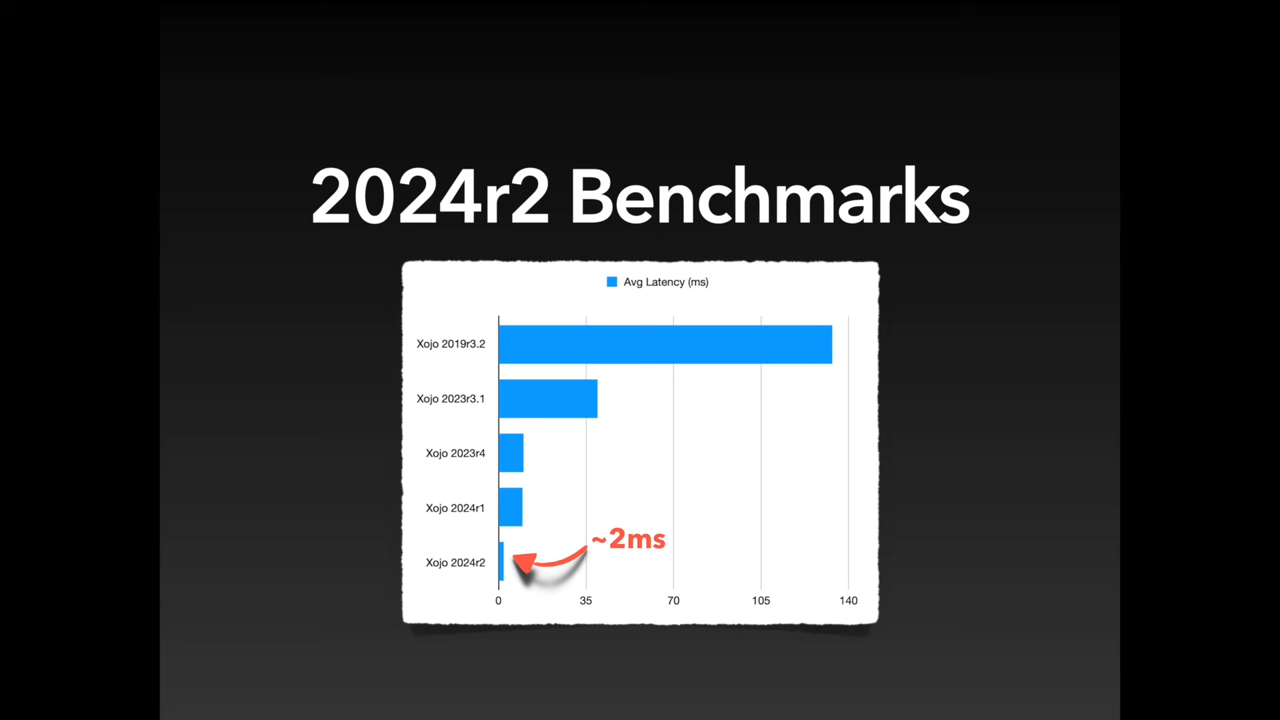 2024r2 Benchmarks
Avg Latency (ms)
Xojo 2019r3.2
Xojo 2023r3.1
Xojo 2023r4
Xojo 2024r1
~2ms
Xojo 2024r2
0 35 70 105 140